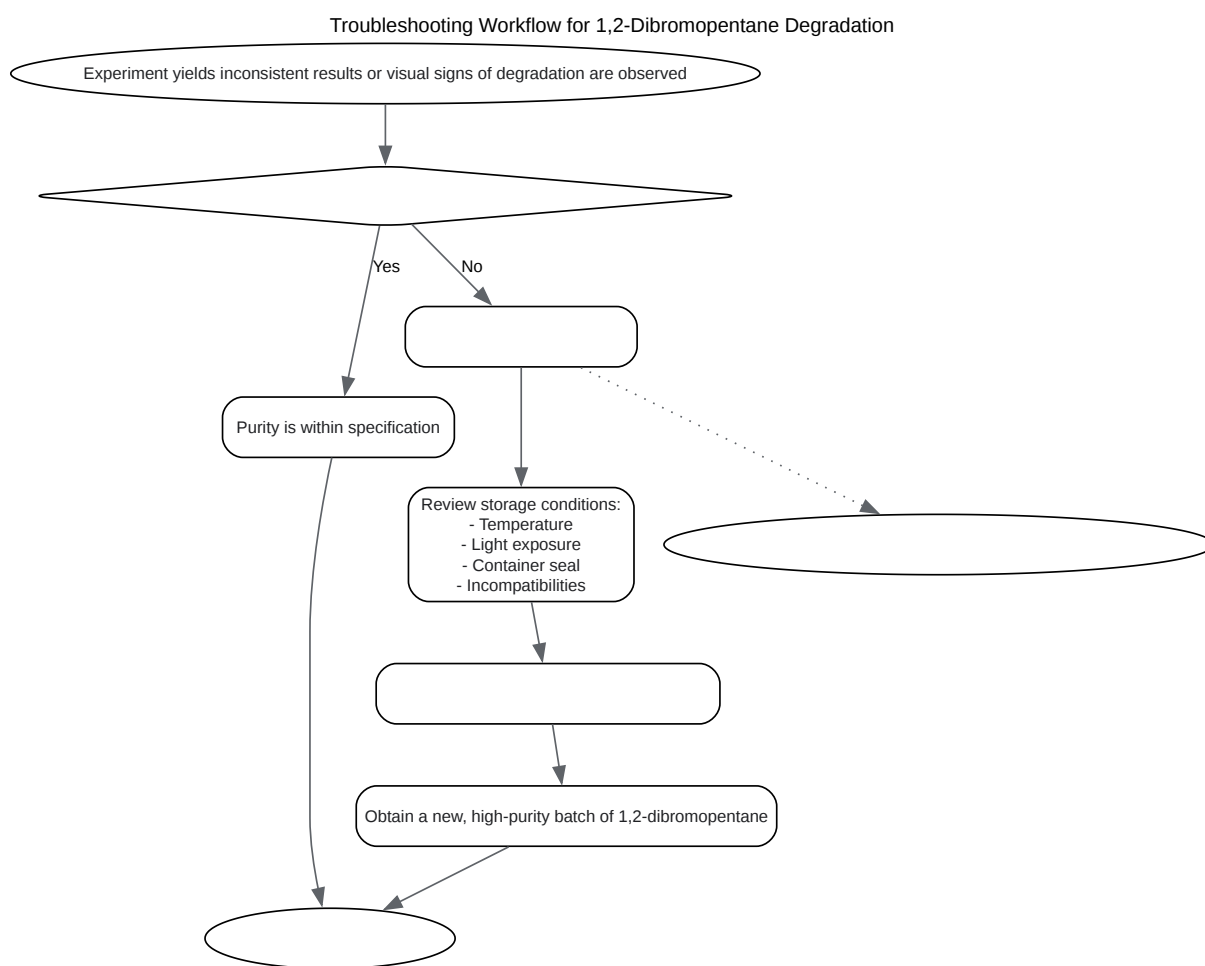 Troubleshooting Workflow for 1,2-Dibromopentane Degradation
Experiment yields inconsistent results or visual signs of degradation are observed
Yes
No
Purity is within specification
Review storage conditions:
- Temperature
- Light exposure
- Container seal
- Incompatibilities
Obtain a new, high-purity batch of 1,2-dibromopentane